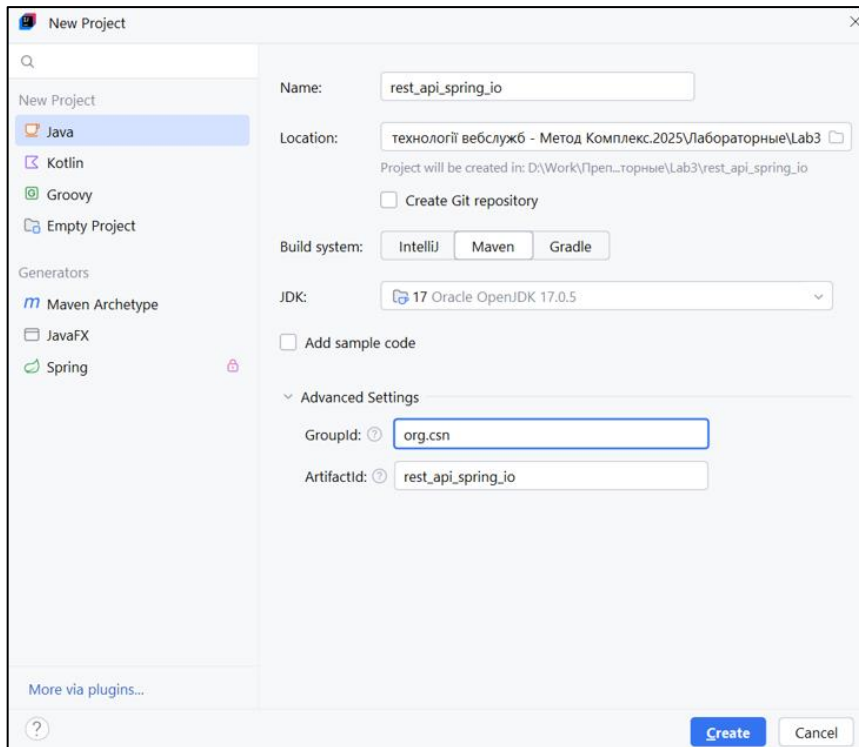 New Project
New Project
Java
Kotlin
Groovy
Empty Project
Generators
Maven Archetype
JavaFX
Spring
More via plugins...
Name:
rest_api_spring_io
Location:
технології вебслужб - Метод Комплекс.2025\Лабораторные\Lab3
Project will be created in: D:\Work\Преп...торные\Lab3\rest_api_spring_io
Create Git repository
Build system:
IntelliJ Maven Gradle
JDK:
17 Oracle OpenJDK 17.0.5
Add sample code
Advanced Settings
GroupId: ?
org.csn
ArtifactId: ?
rest_api_spring_io
?
Create Cancel